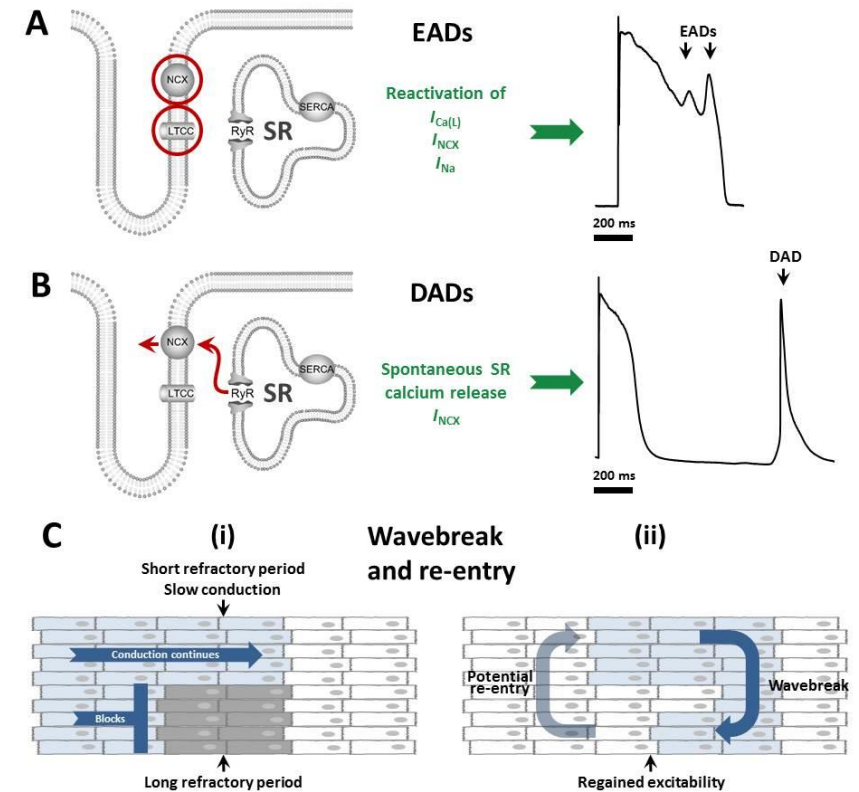 A
EADs
NCX
LTCC
RyR
SR
SERCA
Reactivation of
ICa(L)
INCX
INa
EADs
200 ms
B
DADs
NCX
LTCC
RyR
SR
SERCA
Spontaneous SR
calcium release
INCX
DAD
200 ms
C
(i)
Wavebreak
and re-entry
(ii)
Short refractory period
Slow conduction
Conduction continues
Blocks
Long refractory period
Potential
re-entry
Wavebreak
Regained excitability